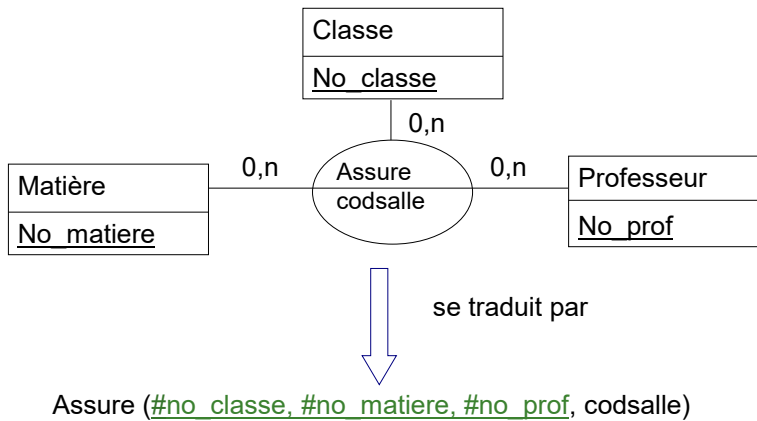 Classe
No_classe
0,n
0,n
0,n
Matière
No_matiere
Assure
codsalle
Professeur
No_prof
se traduit par
Assure (#no_classe, #no_matiere, #no_prof, codsalle)